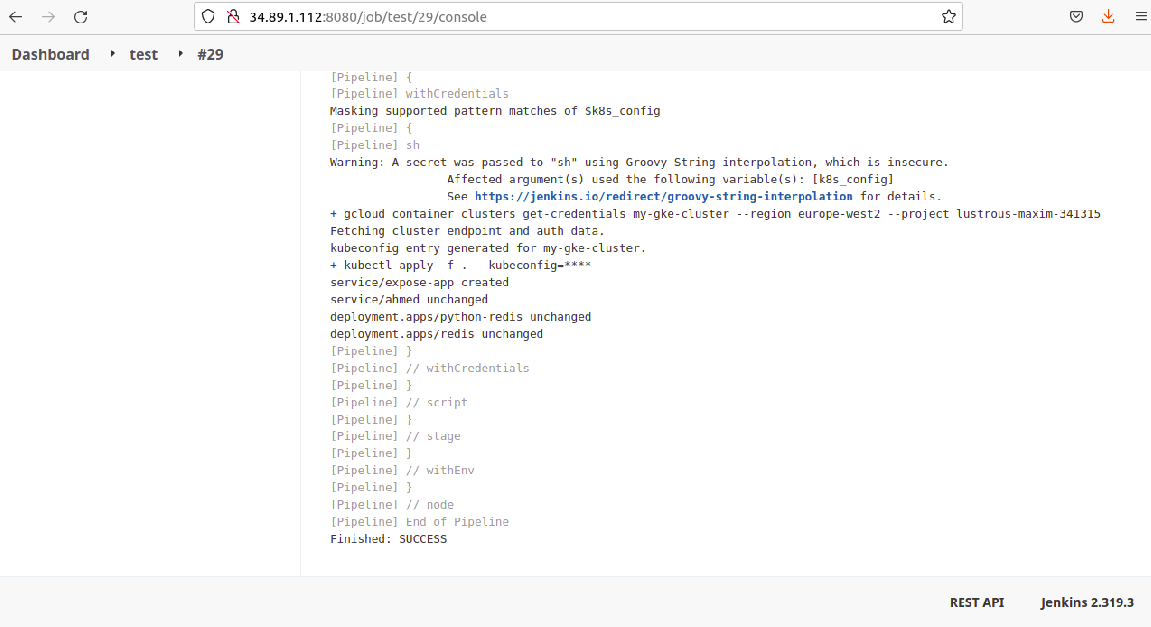 34.89.1.112:8080/job/test/29/console
Dashboard test #29
[Pipeline] {
[Pipeline] withCredentials
Masking supported pattern matches of $k8s_config
[Pipeline] {
[Pipeline] sh
Warning: A secret was passed to "sh" using Groovy String interpolation, which is insecure.
Affected argument(s) used the following variable(s): [k8s_config]
See https://jenkins.io/redirect/groovy-string-interpolation for details.
+ gcloud container clusters get-credentials my-gke-cluster --region europe-west2 --project lustrous-maxim-341315
Fetching cluster endpoint and auth data.
kubeconfig entry generated for my-gke-cluster.
+ kubectl apply -f . --kubeconfig=****
service/expose-app created
service/ahmed unchanged
deployment.apps/python-redis unchanged
deployment.apps/redis unchanged
[Pipeline] }
[Pipeline] // withCredentials
[Pipeline] }
[Pipeline] // script
[Pipeline] }
[Pipeline] // stage
[Pipeline] }
[Pipeline] // withEnv
[Pipeline] }
[Pipeline] // node
[Pipeline] End of Pipeline
Finished: SUCCESS
REST API Jenkins 2.319.3